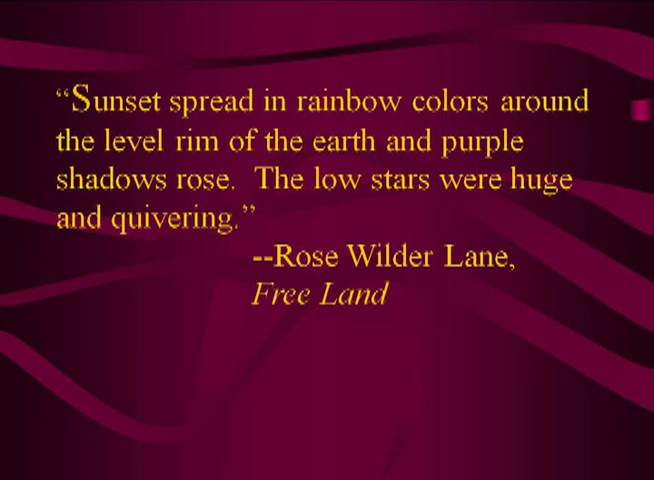 “Sunset spread in rainbow colors around
the level rim of the earth and purple
shadows rose.  The low stars were huge
and quivering.”
--Rose Wilder Lane,
Free Land